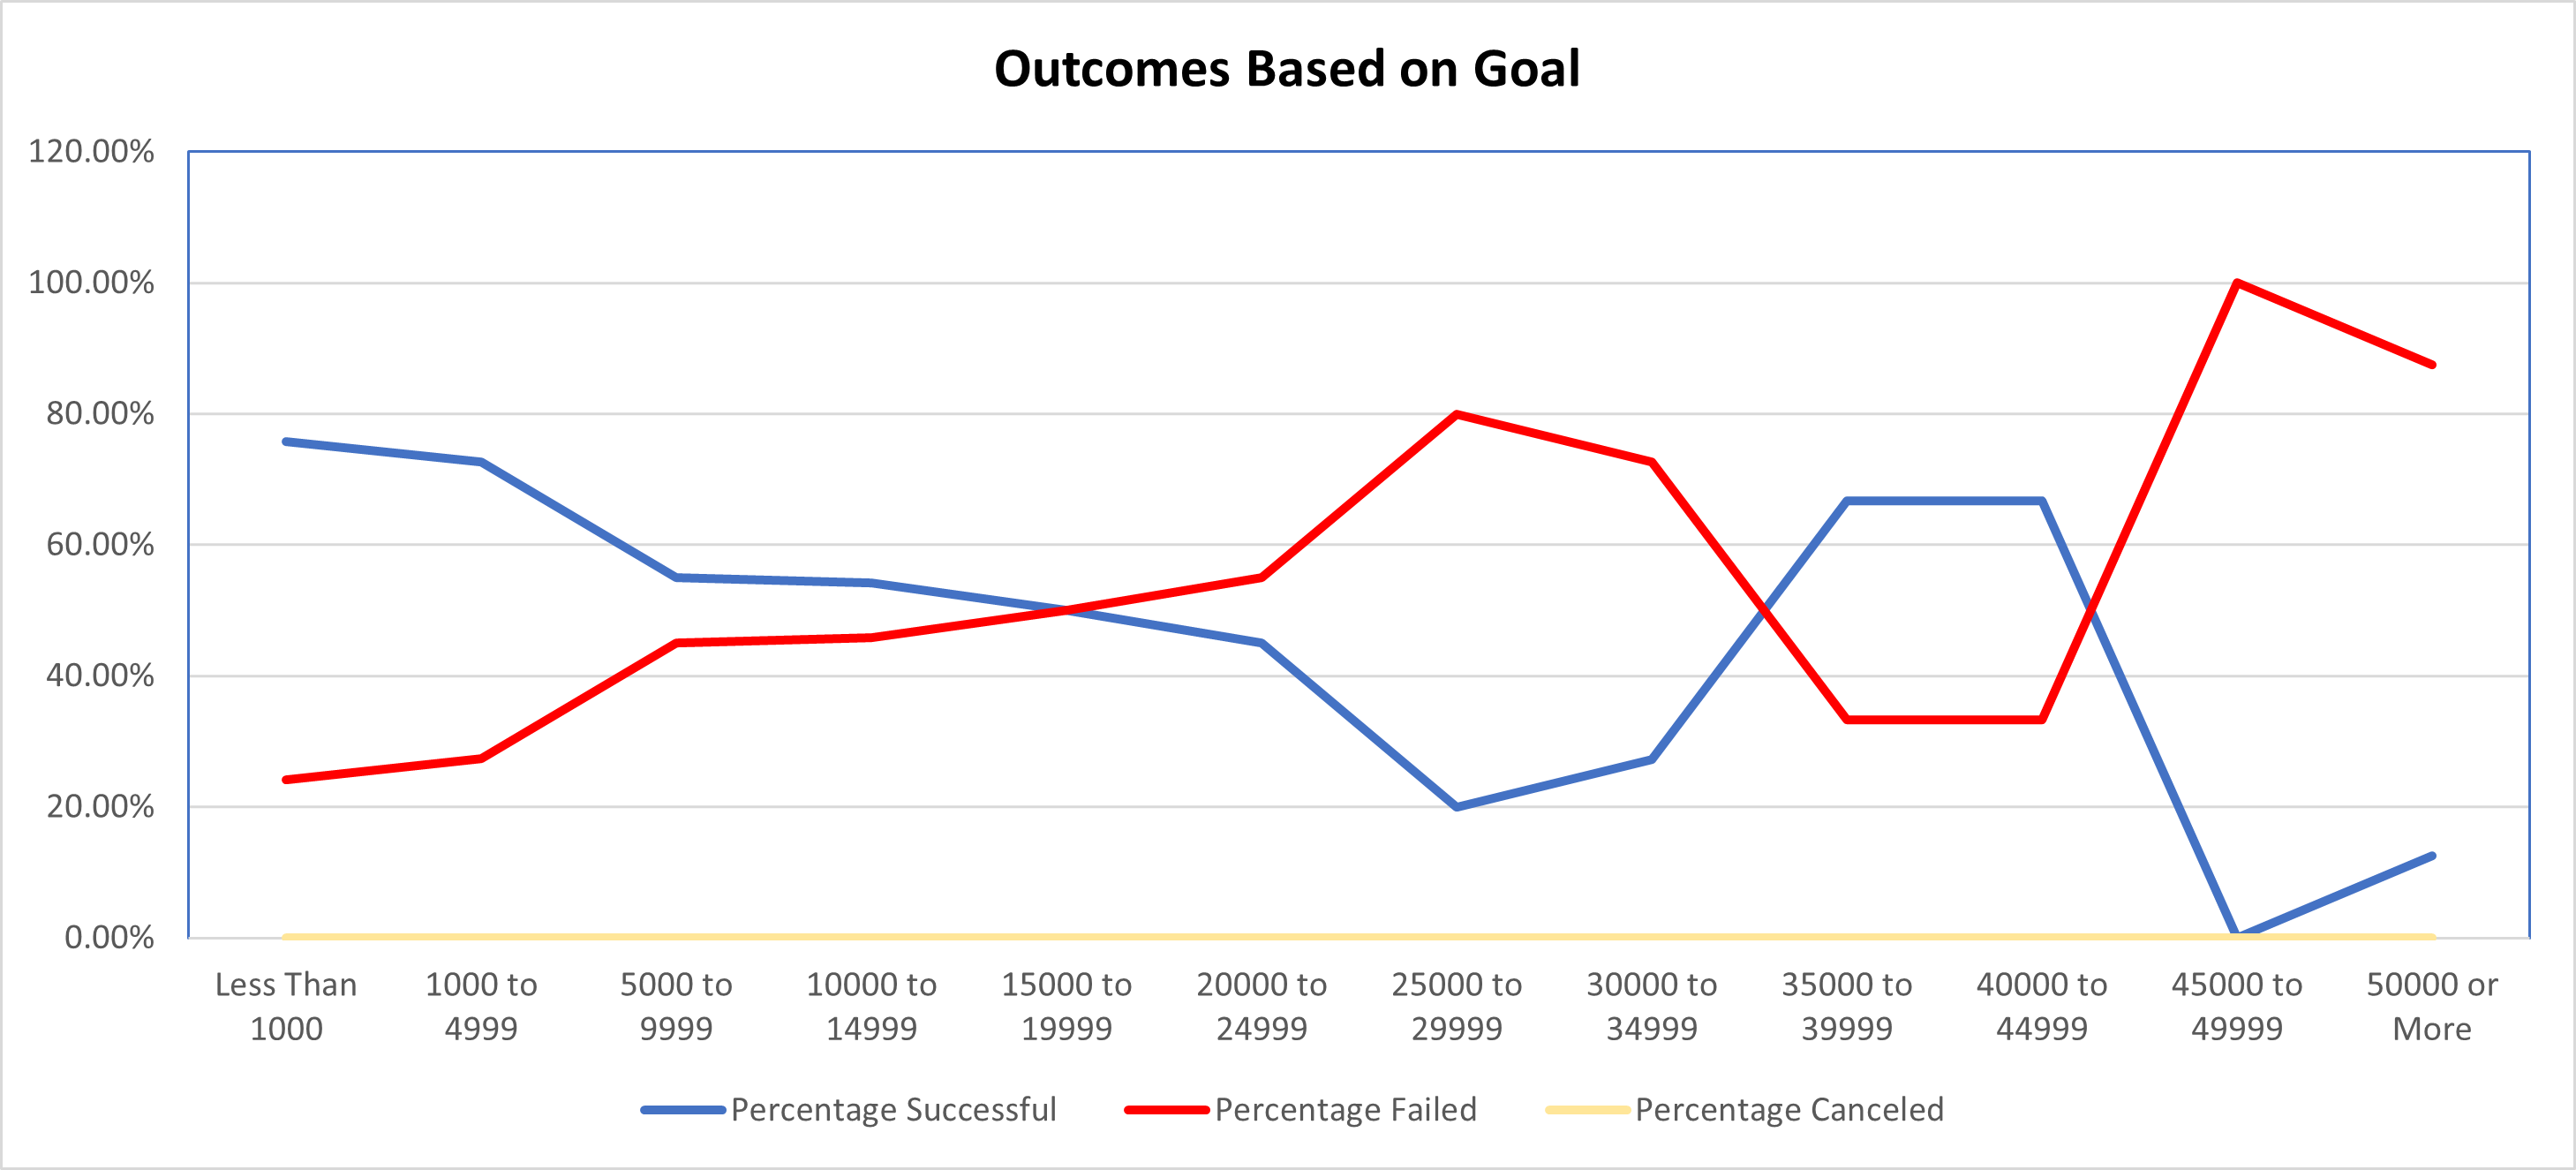 Outcomes Based on Goal
120.00%
100.00%
80.00%
60.00%
40.00%
20.00%
0.00%
Less Than
1000
1000 to
4999
5000 to
9999
10000 to
14999
15000 to
19999
20000 to
24999
25000 to
29999
30000 to
34999
35000 to
39999
40000 to
44999
45000 to
49999
50000 or
More
Percentage Successful
Percentage Failed
Percentage Canceled